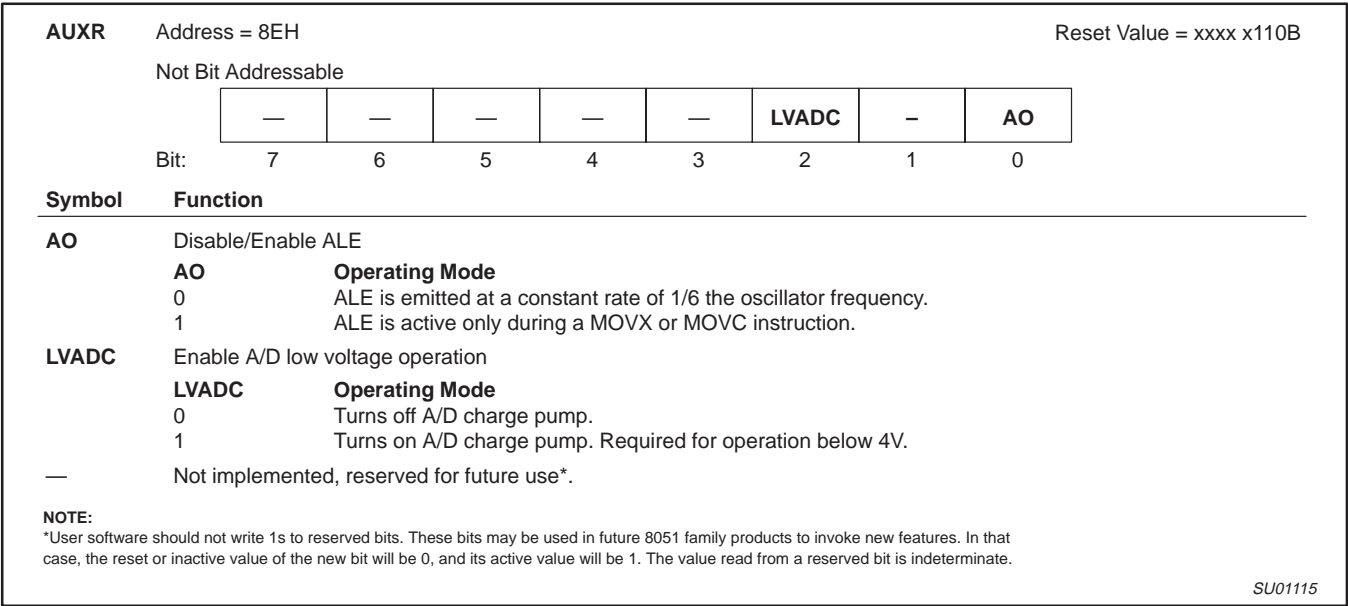 AUXR Address = 8EH Reset Value = xxxx x110B
Not Bit Addressable
— — — — — LVADC – AO
Bit: 7 6 5 4 3 2 1 0
Symbol Function
AO Disable/Enable ALE
AO Operating Mode
0 ALE is emitted at a constant rate of 1/6 the oscillator frequency.
1 ALE is active only during a MOVX or MOVC instruction.
LVADC Enable A/D low voltage operation
LVADC Operating Mode
0 Turns off A/D charge pump.
1 Turns on A/D charge pump. Required for operation below 4V.
— Not implemented, reserved for future use*.
NOTE:
*User software should not write 1s to reserved bits. These bits may be used in future 8051 family products to invoke new features. In that
case, the reset or inactive value of the new bit will be 0, and its active value will be 1. The value read from a reserved bit is indeterminate.
SU01115